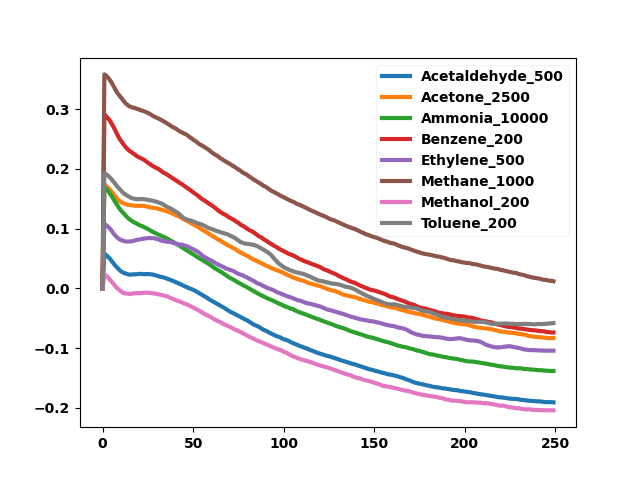 Acetaldehyde_500
Acetone_2500
Ammonia_10000
Benzene_200
Ethylene_500
Methane_1000
Methanol_200
Toluene_200
0.3
0.2
0.1
0.0
−0.1
−0.2
0 50 100 150 200 250